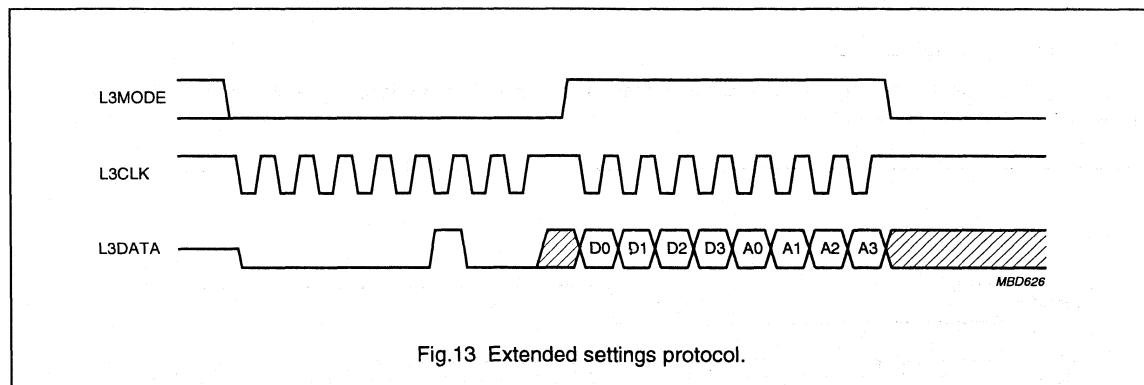 L3MODE
L3CLK
L3DATA
D0 D1 D2 D3 A0 A1 A2 A3
MBD626
Fig.13 Extended settings protocol.